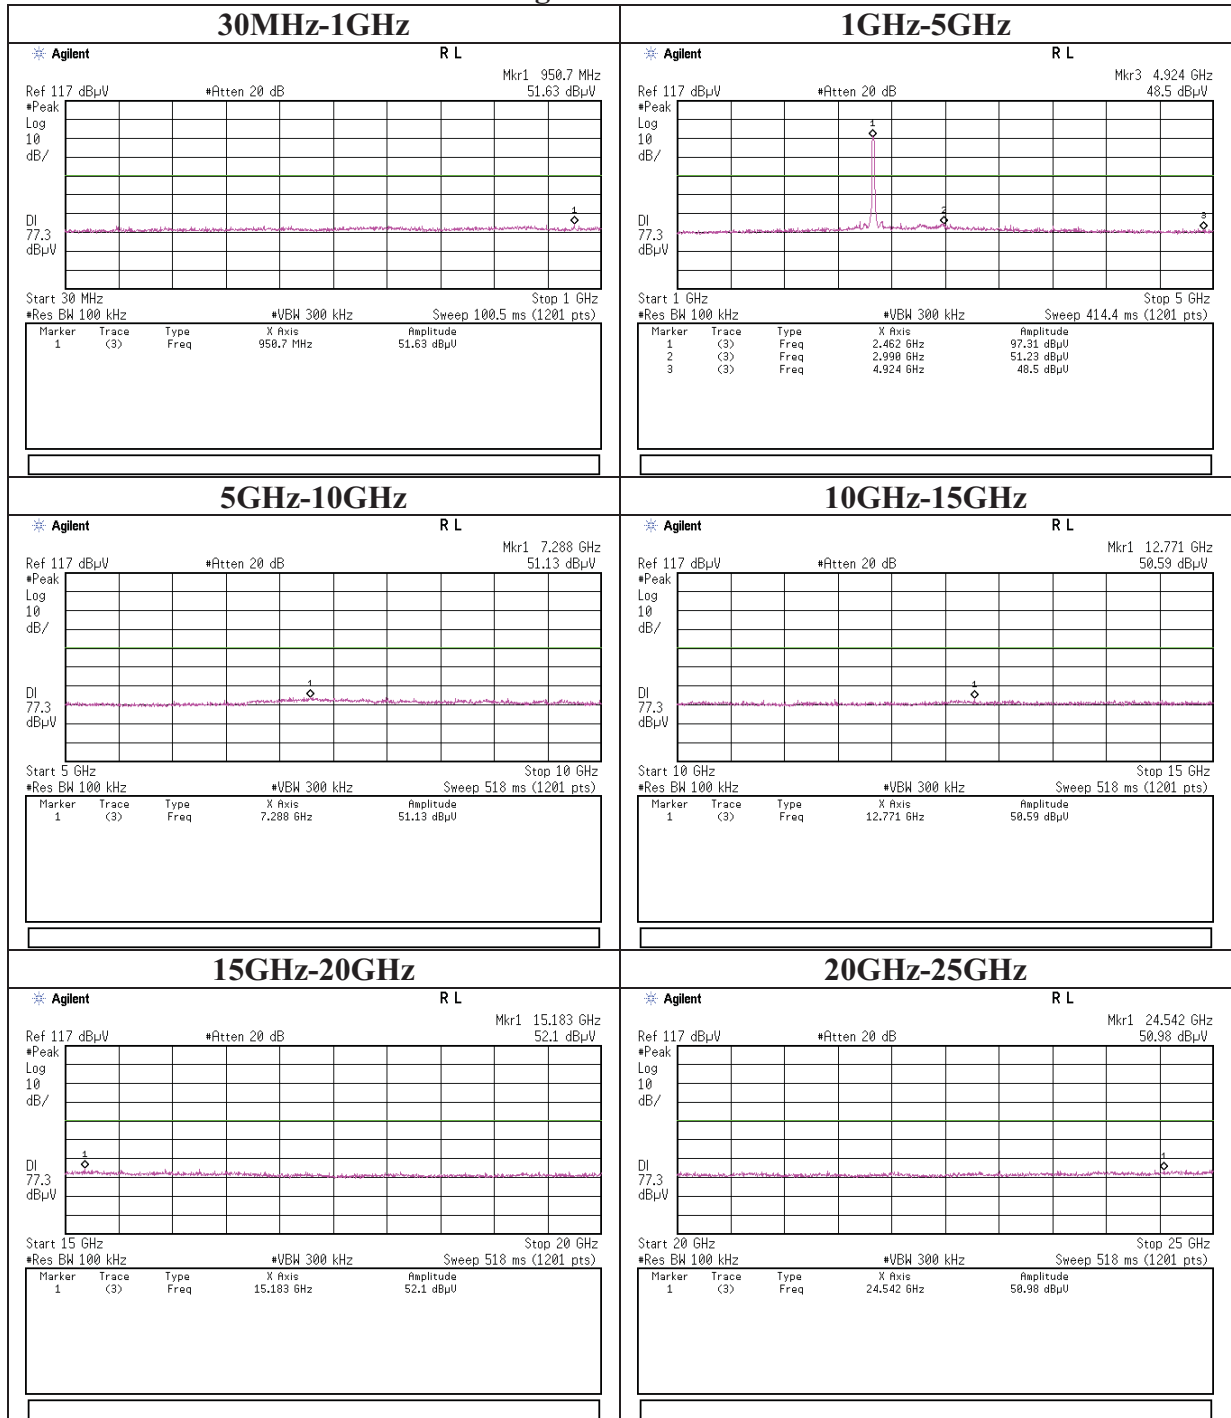 30MHz-1GHz
Agilent R L
Mkr1 950.7 MHz
Ref 117 dBµV #Atten 20 dB 51.63 dBµV
#Peak
Log
10
dB/
1
DI
77.3
dBµV
Start 30 MHz Stop 1 GHz
#Res BW 100 kHz #VBW 300 kHz Sweep 100.5 ms (1201 pts)
Marker Trace Type X Axis Amplitude
1 (3) Freq 950.7 MHz 51.63 dBµV
1GHz-5GHz
Agilent R L
Mkr3 4.924 GHz
Ref 117 dBµV #Atten 20 dB 48.5 dBµV
#Peak
Log
10
dB/
1
2
3
DI
77.3
dBµV
Start 1 GHz Stop 5 GHz
#Res BW 100 kHz #VBW 300 kHz Sweep 414.4 ms (1201 pts)
Marker Trace Type X Axis Amplitude
1 (3) Freq 2.462 GHz 97.31 dBµV
2 (3) Freq 2.990 GHz 51.23 dBµV
3 (3) Freq 4.924 GHz 48.5 dBµV
5GHz-10GHz
Agilent R L
Mkr1 7.288 GHz
Ref 117 dBµV #Atten 20 dB 51.13 dBµV
#Peak
Log
10
dB/
1
DI
77.3
dBµV
Start 5 GHz Stop 10 GHz
#Res BW 100 kHz #VBW 300 kHz Sweep 518 ms (1201 pts)
Marker Trace Type X Axis Amplitude
1 (3) Freq 7.288 GHz 51.13 dBµV
10GHz-15GHz
Agilent R L
Mkr1 12.771 GHz
Ref 117 dBµV #Atten 20 dB 50.59 dBµV
#Peak
Log
10
dB/
1
DI
77.3
dBµV
Start 10 GHz Stop 15 GHz
#Res BW 100 kHz #VBW 300 kHz Sweep 518 ms (1201 pts)
Marker Trace Type X Axis Amplitude
1 (3) Freq 12.771 GHz 50.59 dBµV
15GHz-20GHz
Agilent R L
Mkr1 15.183 GHz
Ref 117 dBµV #Atten 20 dB 52.1 dBµV
#Peak
Log
10
dB/
1
DI
77.3
dBµV
Start 15 GHz Stop 20 GHz
#Res BW 100 kHz #VBW 300 kHz Sweep 518 ms (1201 pts)
Marker Trace Type X Axis Amplitude
1 (3) Freq 15.183 GHz 52.1 dBµV
20GHz-25GHz
Agilent R L
Mkr1 24.542 GHz
Ref 117 dBµV #Atten 20 dB 50.98 dBµV
#Peak
Log
10
dB/
1
DI
77.3
dBµV
Start 20 GHz Stop 25 GHz
#Res BW 100 kHz #VBW 300 kHz Sweep 518 ms (1201 pts)
Marker Trace Type X Axis Amplitude
1 (3) Freq 24.542 GHz 50.98 dBµV